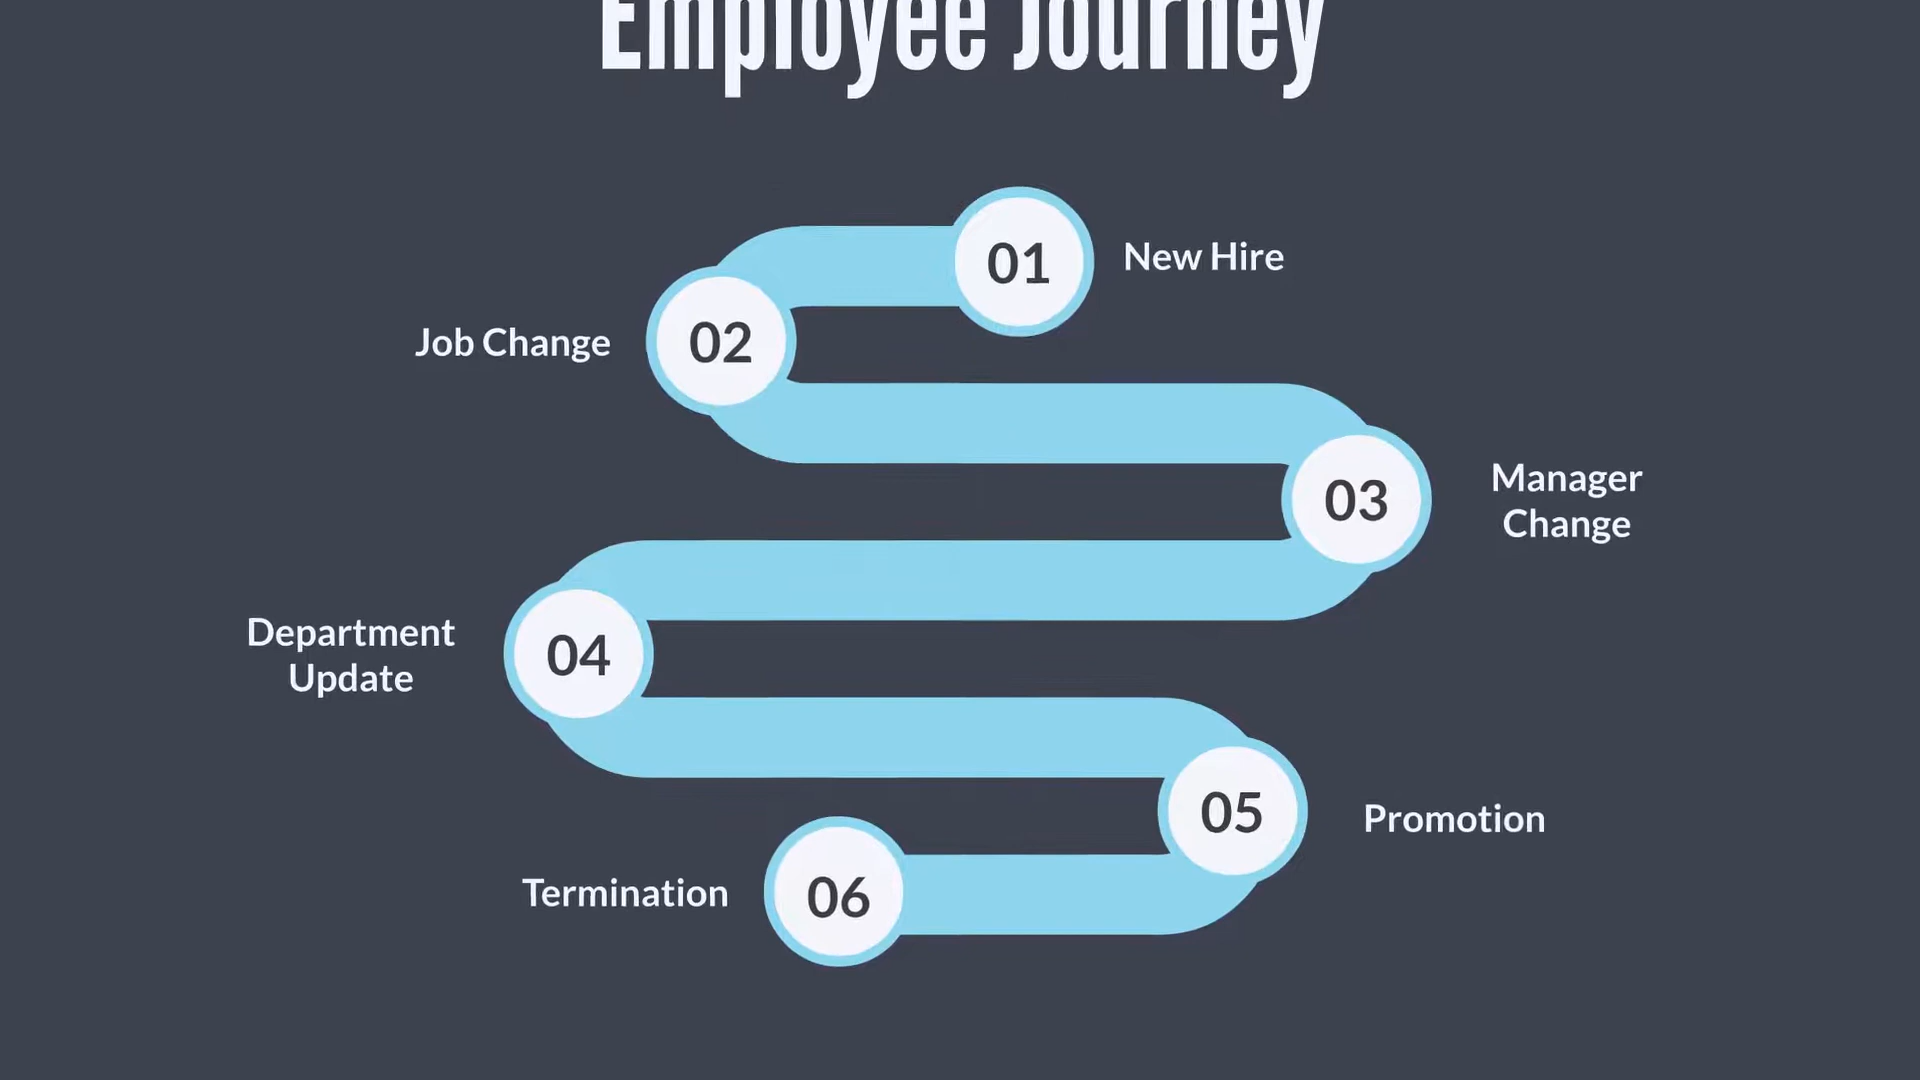 Employee Journey
01
New Hire
Job Change
02
03
Manager
Change
Department
Update
04
05
Promotion
Termination
06